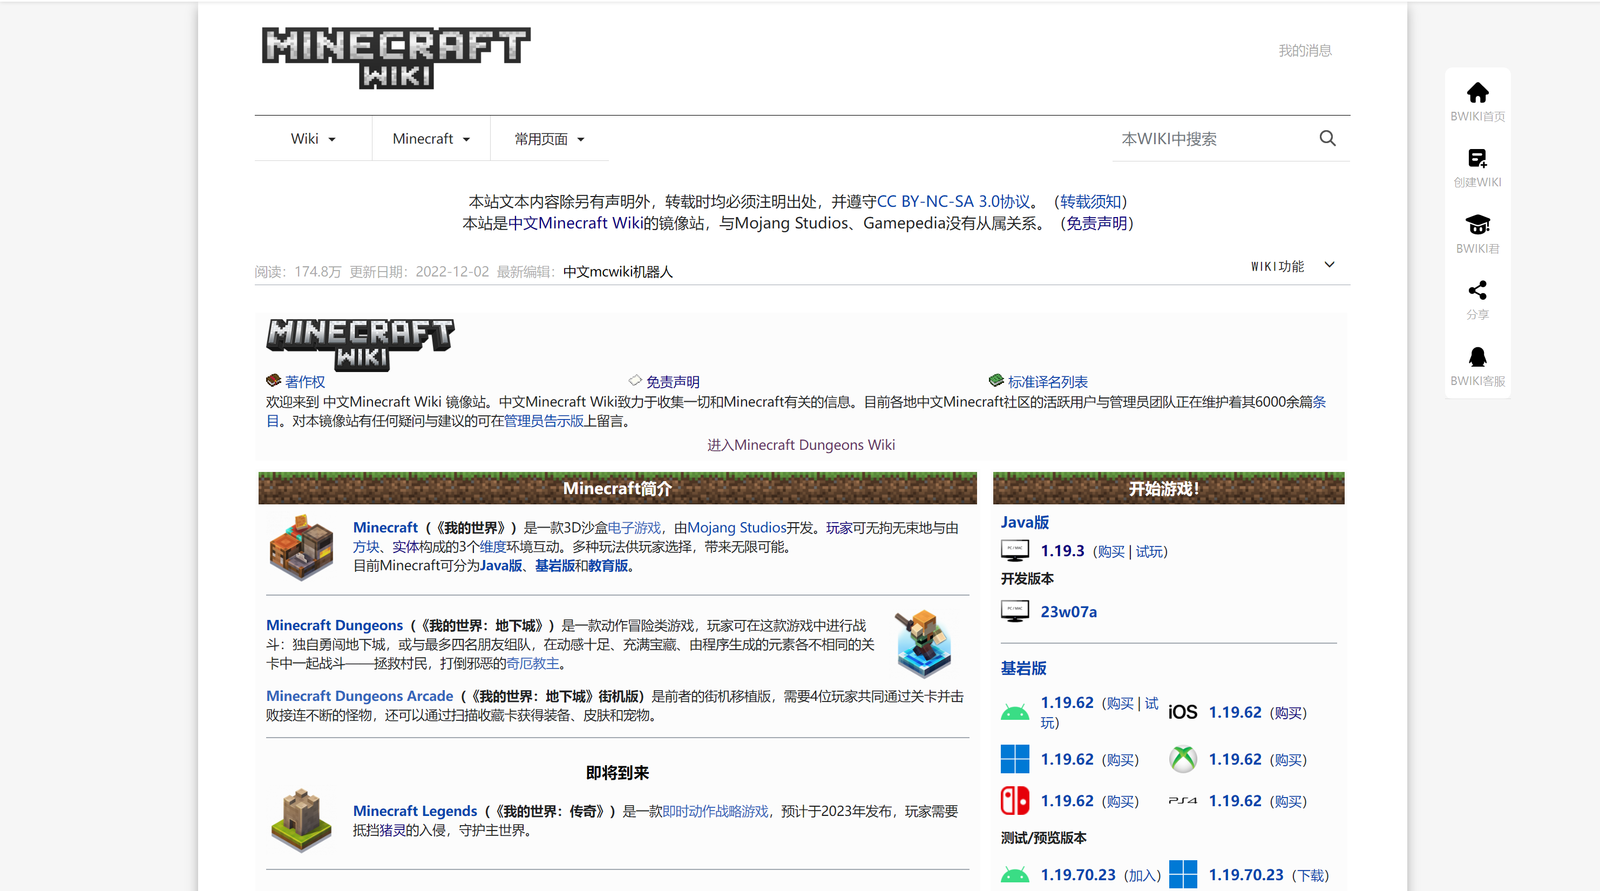 MINECRAFT
WIKI
我的消息
Wiki
Minecraft
常用页面
本WIKI中搜索
BWIKI首页
创建WIKI
BWIKI君
分享
BWIKI客服
本站文本内容除另有声明外，转载时均必须注明出处，并遵守CC BY-NC-SA 3.0协议。（转载须知）
本站是中文Minecraft Wiki的镜像站，与Mojang Studios、Gamepedia没有从属关系。（免责声明）
阅读：174.8万 更新日期：2022-12-02 最新编辑：中文mcwiki机器人
WIKI功能
MINECRAFT
WIKI
著作权
免责声明
标准译名列表
欢迎来到 中文Minecraft Wiki 镜像站。中文Minecraft Wiki致力于收集一切和Minecraft有关的信息。目前各地中文Minecraft社区的活跃用户与管理员团队正在维护着其6000余篇条
目。对本镜像站有任何疑问与建议的可在管理员告示版上留言。
进入Minecraft Dungeons Wiki
Minecraft简介
Minecraft（《我的世界》）是一款3D沙盒电子游戏，由Mojang Studios开发。玩家可无拘无束地与由
方块、实体构成的3个维度环境互动。多种玩法供玩家选择，带来无限可能。
目前Minecraft可分为Java版、基岩版和教育版。
Minecraft Dungeons（《我的世界：地下城》）是一款动作冒险类游戏，玩家可在这款游戏中进行战
斗：独自勇闯地下城，或与最多四名朋友组队，在动感十足、充满宝藏、由程序生成的元素各不相同的关
卡中一起战斗——拯救村民，打倒邪恶的奇厄教主。
Minecraft Dungeons Arcade（《我的世界：地下城》街机版）是前者的街机移植版，需要4位玩家共同通过关卡并击
败接连不断的怪物，还可以通过扫描收藏卡获得装备、皮肤和宠物。
即将到来
Minecraft Legends（《我的世界：传奇》）是一款即时动作战略游戏，预计于2023年发布，玩家需要
抵挡猪灵的入侵，守护主世界。
开始游戏！
Java版
PC / MAC
1.19.3（购买 | 试玩）
开发版本
PC / MAC
23w07a
基岩版
1.19.62（购买 | 试
玩）
iOS 1.19.62（购买）
1.19.62（购买）
1.19.62（购买）
1.19.62（购买）
PS4 1.19.62（购买）
测试/预览版本
1.19.70.23（加入）
1.19.70.23（下载）